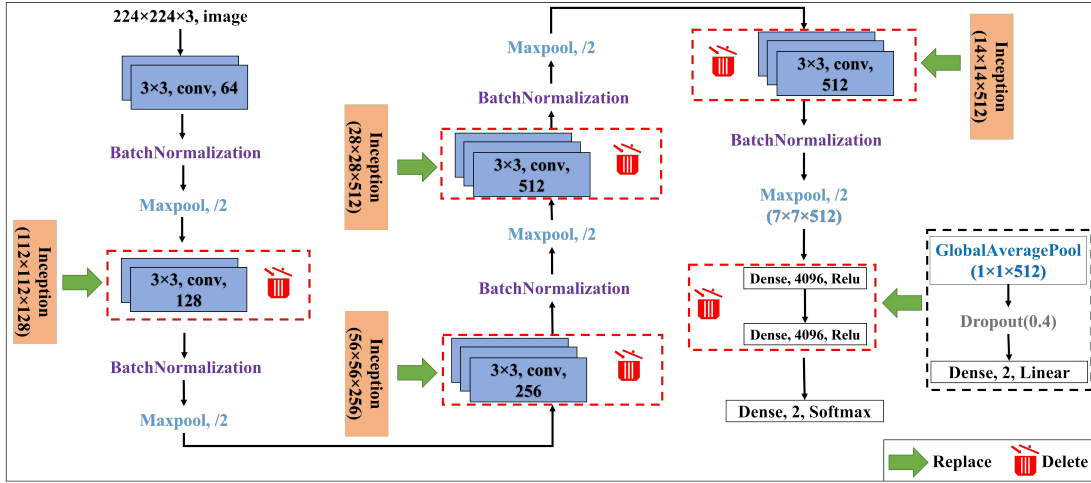 224×224×3, image
3×3, conv, 64
BatchNormalization
Maxpool, /2
Inception
(112×112×128)
3×3, conv,
128
BatchNormalization
Maxpool, /2
Inception
(56×56×256)
3×3, conv,
256
BatchNormalization
Maxpool, /2
Inception
(28×28×512)
3×3, conv,
512
BatchNormalization
Maxpool, /2
3×3, conv,
512
Inception
(14×14×512)
BatchNormalization
Maxpool, /2
(7×7×512)
Dense, 4096, Relu
Dense, 4096, Relu
GlobalAveragePool
(1×1×512)
Dropout(0.4)
Dense, 2, Linear
Dense, 2, Softmax
Replace
Delete